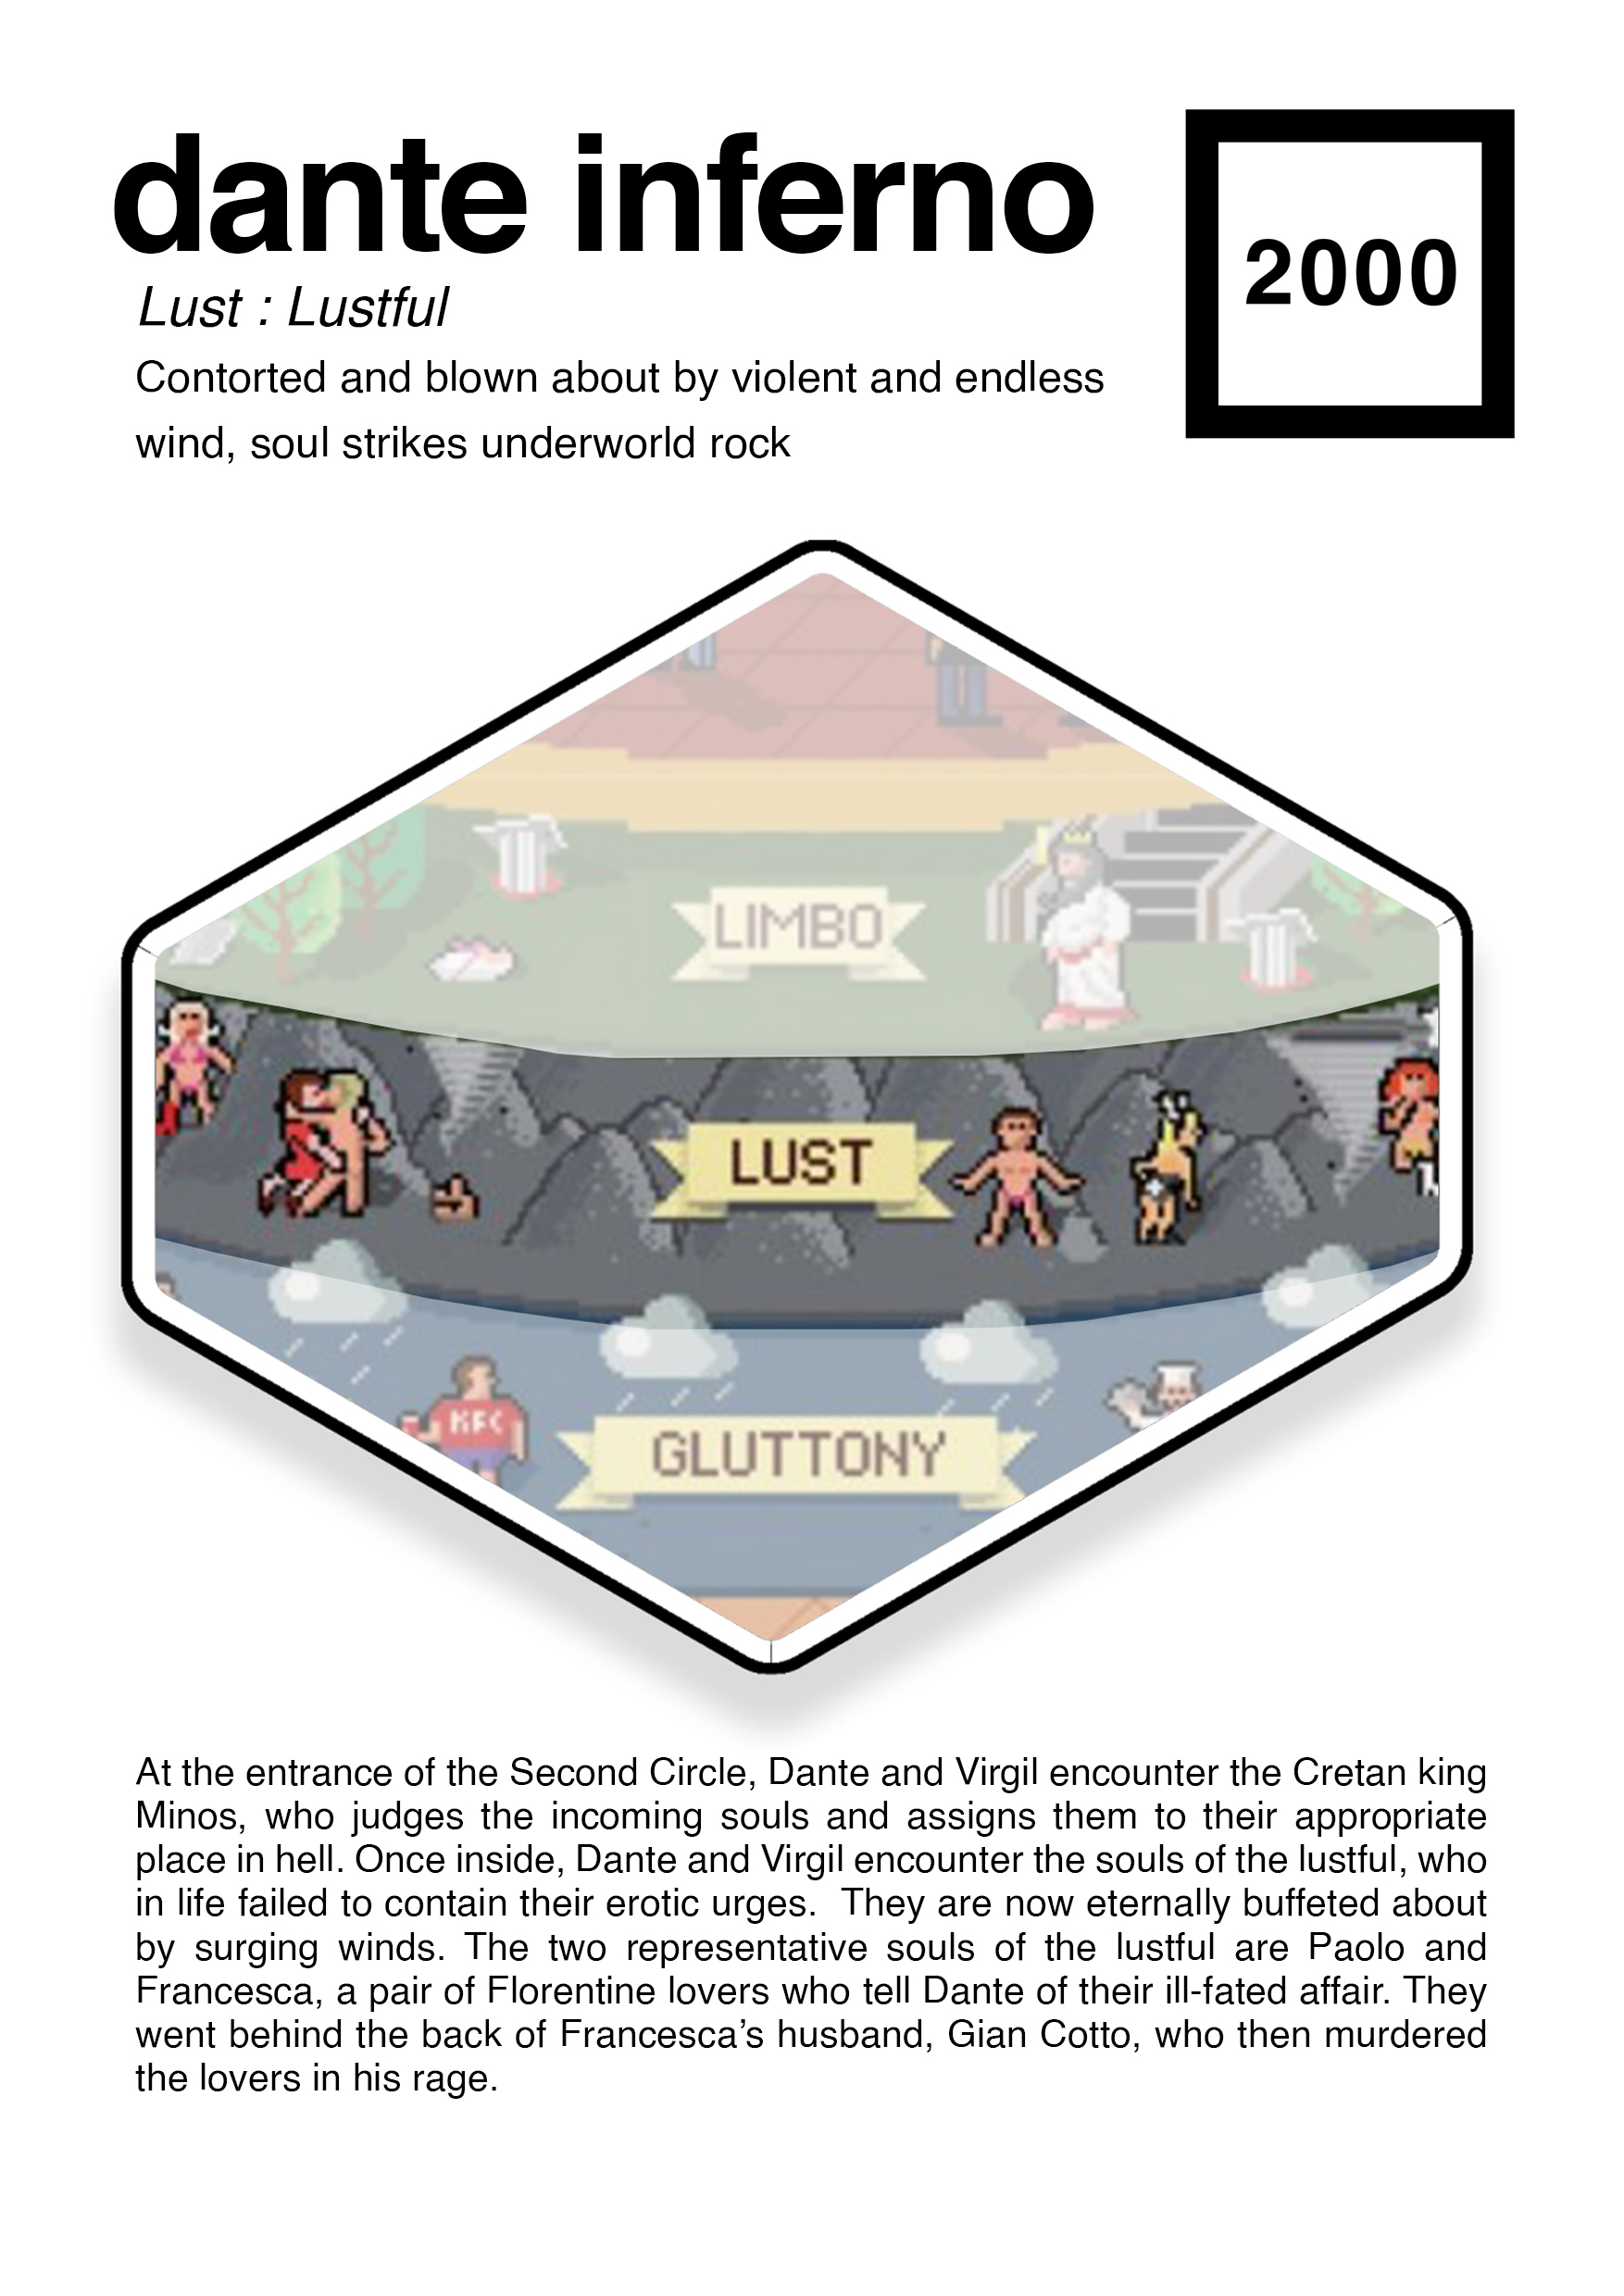 dante inferno
2000
Lust : Lustful
Contorted and blown about by violent and endless
wind, soul strikes underworld rock
LIMBO
LUST
KFC
GLUTTONY
At the entrance of the Second Circle, Dante and Virgil encounter the Cretan king
Minos, who judges the incoming souls and assigns them to their appropriate
place in hell. Once inside, Dante and Virgil encounter the souls of the lustful, who
in life failed to contain their erotic urges.  They are now eternally buffeted about
by surging winds. The two representative souls of the lustful are Paolo and
Francesca, a pair of Florentine lovers who tell Dante of their ill-fated affair. They
went behind the back of Francesca’s husband, Gian Cotto, who then murdered
the lovers in his rage.